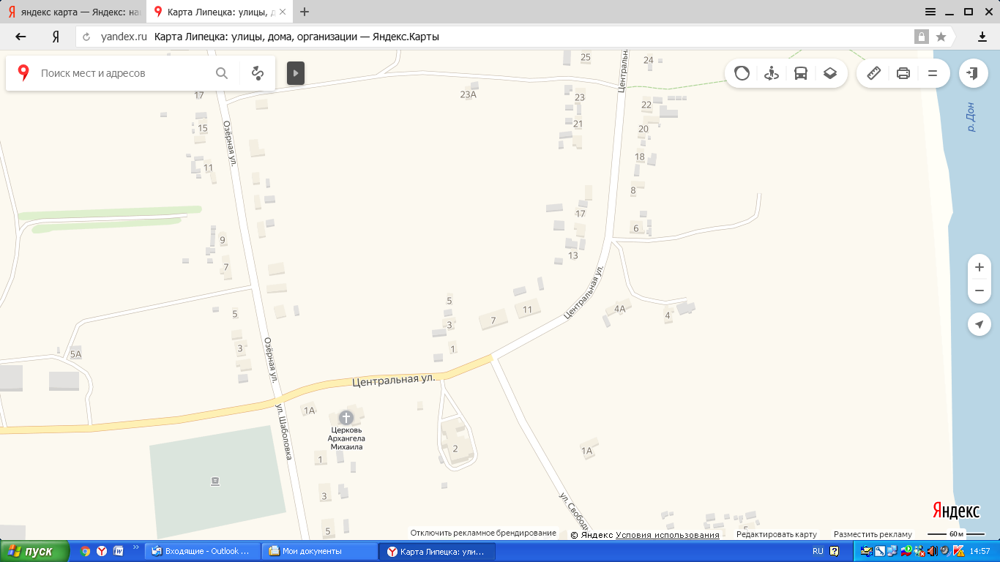 яндекс карта — Яндекс: на
Карта Липецка: улицы, д
yandex.ru Карта Липецка: улицы, дома, организации — Яндекс.Карты
Поиск мест и адресов
25
24
Центральн
17
23А
23
22
р. Дон
15
21
20
Озёрная ул.
18
11
8
17
6
9
13
7
Центральная ул.
5
11
4А
5
7
4
3
3
1
5А
Озёрная ул.
Центральная ул.
1А
ул. Шаболовка
Церковь
Архангела
Михаила
2
1А
1
3
ул. Свобод
5
5
Яндекс
Отключить рекламное брендирование
© Яндекс Условия использования
Редактировать карту
Разместить рекламу
60 м
пуск
Входящие - Outlook ...
Мои документы
Карта Липецка: ули...
RU
14:57